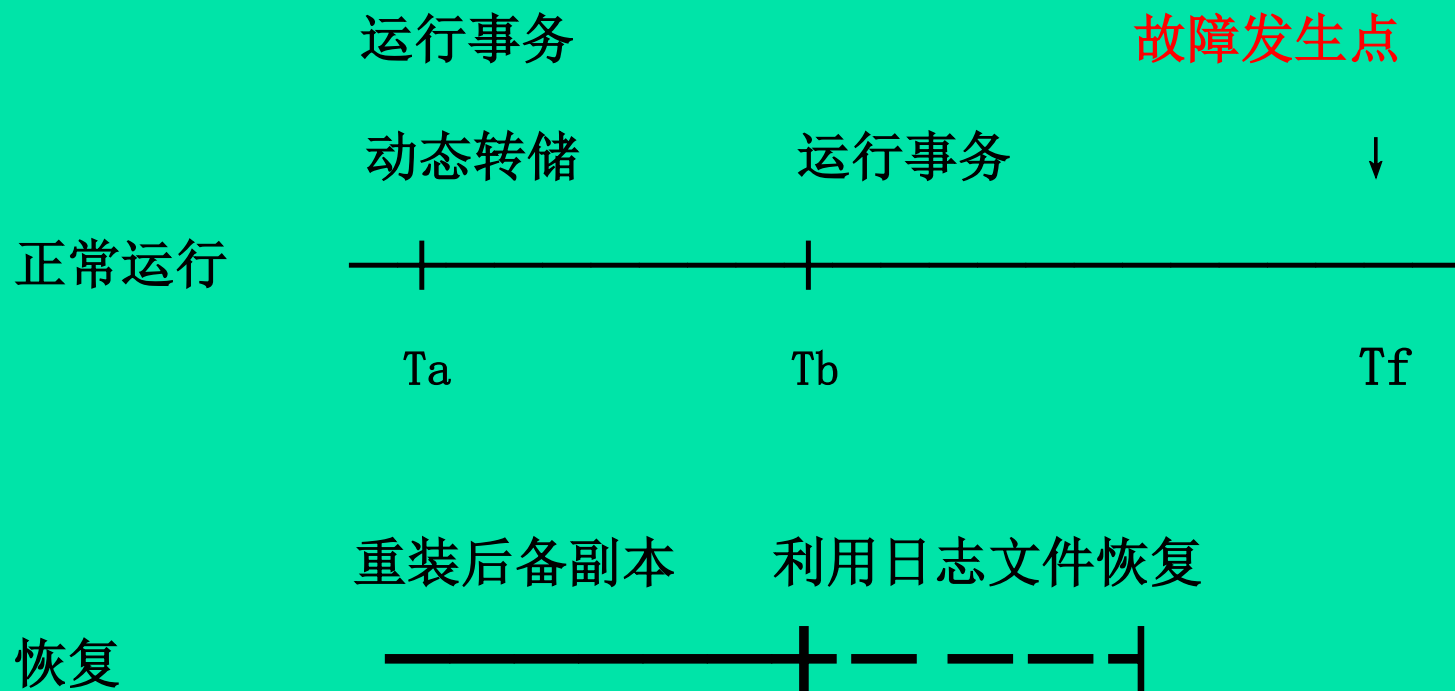 运行事务 故障发生点
动态转储 运行事务 ↓
正常运行
Ta Tb Tf
重装后备副本 利用日志文件恢复
恢复